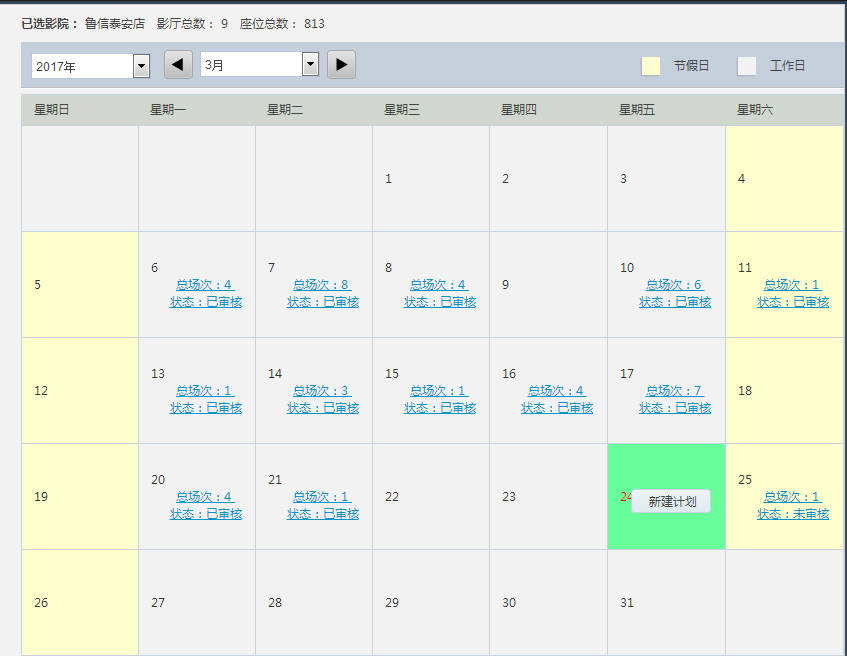 已选影院： 鲁信泰安店 影厅总数： 9 座位总数： 813
2017年 3月 节假日 工作日
星期日 星期一 星期二 星期三 星期四 星期五 星期六
1 2 3 4
5
6
总场次：4
状态：已审核
7
总场次：8
状态：已审核
8
总场次：4
状态：已审核
9
10
总场次：6
状态：已审核
11
总场次：1
状态：已审核
12
13
总场次：1
状态：已审核
14
总场次：3
状态：已审核
15
总场次：1
状态：已审核
16
总场次：4
状态：已审核
17
总场次：7
状态：已审核
18
19
20
总场次：4
状态：已审核
21
总场次：1
状态：已审核
22
23
24
新建计划
25
总场次：1
状态：未审核
26 27 28 29 30 31